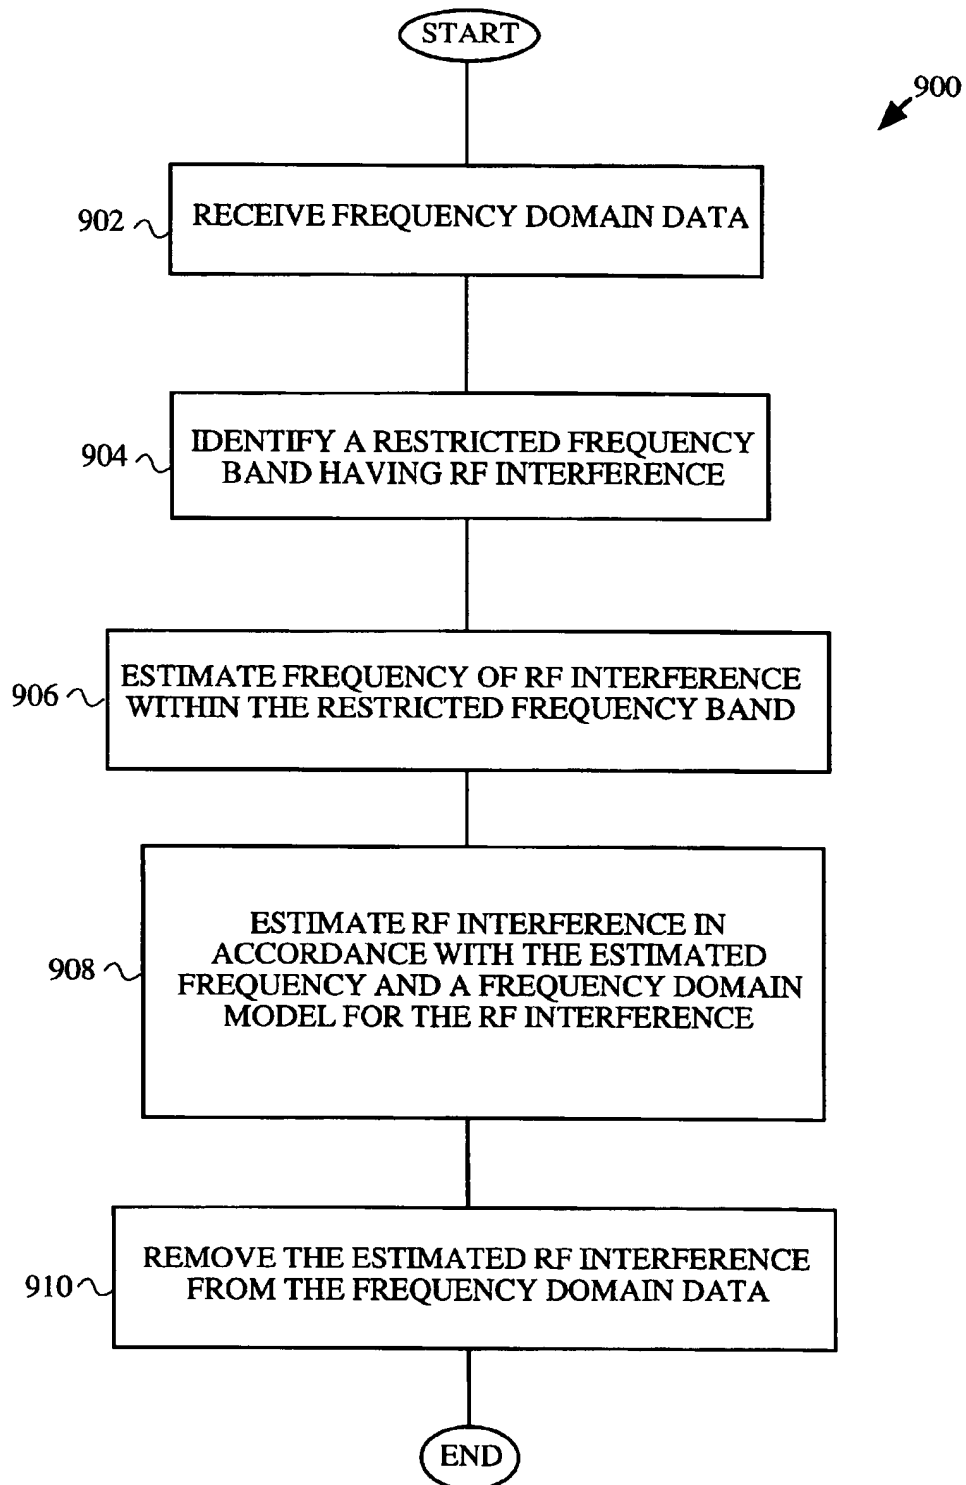 START
900
902
RECEIVE FREQUENCY DOMAIN DATA
904
IDENTIFY A RESTRICTED FREQUENCY
BAND HAVING RF INTERFERENCE
906
ESTIMATE FREQUENCY OF RF INTERFERENCE
WITHIN THE RESTRICTED FREQUENCY BAND
908
ESTIMATE RF INTERFERENCE IN
ACCORDANCE WITH THE ESTIMATED
FREQUENCY AND A FREQUENCY DOMAIN
MODEL FOR THE RF INTERFERENCE
910
REMOVE THE ESTIMATED RF INTERFERENCE
FROM THE FREQUENCY DOMAIN DATA
END